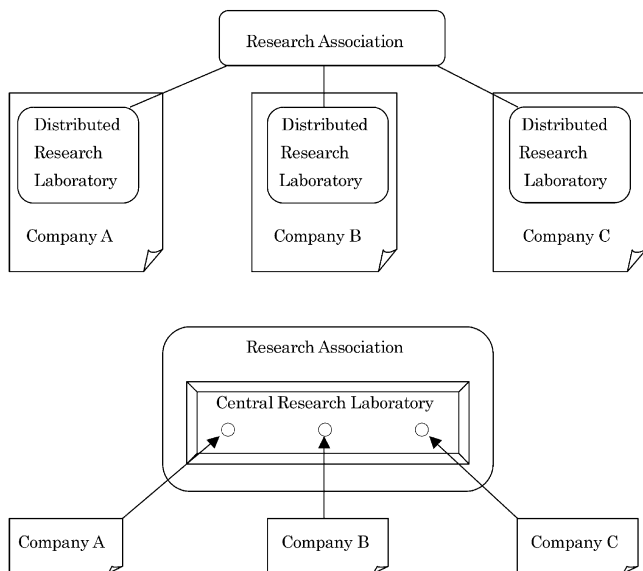 Research Association
Distributed
Research
Laboratory
Company A
Distributed
Research
Laboratory
Company B
Distributed
Research
Laboratory
Company C
Research Association
Central Research Laboratory
Company A
Company B
Company C